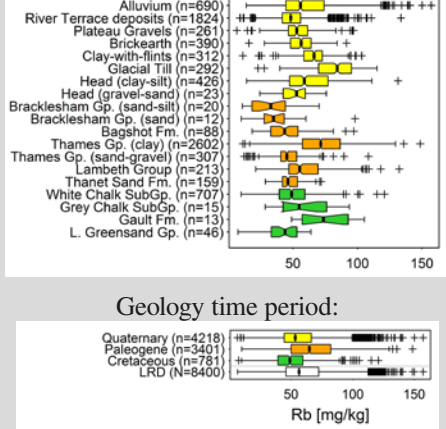 Alluvium (n=690)
River Terrace deposits (n=1824)
Plateau Gravels (n=261)
Brickearth (n=390)
Clay-with-flints (n=312)
Glacial Till (n=292)
Head (clay-silt) (n=426)
Head (gravel-sand) (n=23)
Bracklesham Gp. (sand-silt) (n=20)
Bracklesham Gp. (sand) (n=12)
Bagshot Fm. (n=88)
Thames Gp. (clay) (n=2602)
Thames Gp. (sand-gravel) (n=307)
Lambeth Group (n=213)
Thanet Sand Fm. (n=159)
White Chalk SubGp. (n=707)
Grey Chalk SubGp. (n=15)
Gault Fm. (n=13)
L. Greensand Gp. (n=46)
50 100 150
Geology time period:
Quaternary (n=4218)
Paleogene (n=3401)
Cretaceous (n=781)
LRD (N=8400)
50 100 150
Rb [mg/kg]